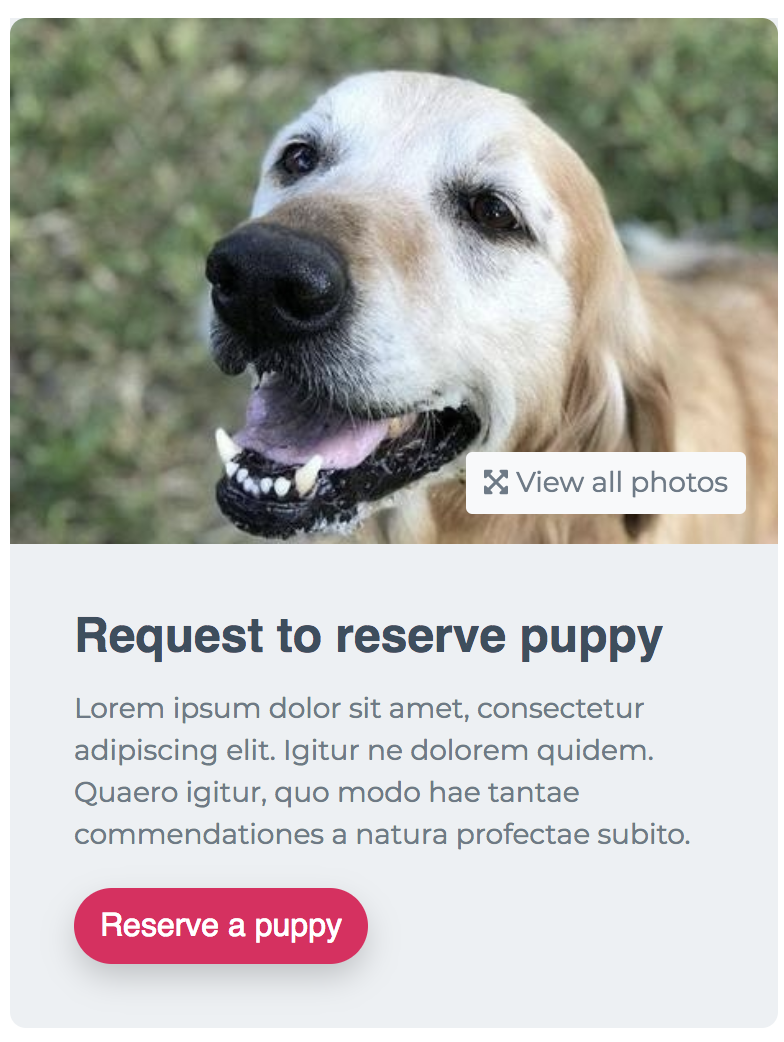 View all photos
Request to reserve puppy
Lorem ipsum dolor sit amet, consectetur
adipiscing elit. Igitur ne dolorem quidem.
Quaero igitur, quo modo hae tantae
commendationes a natura profectae subito.
Reserve a puppy